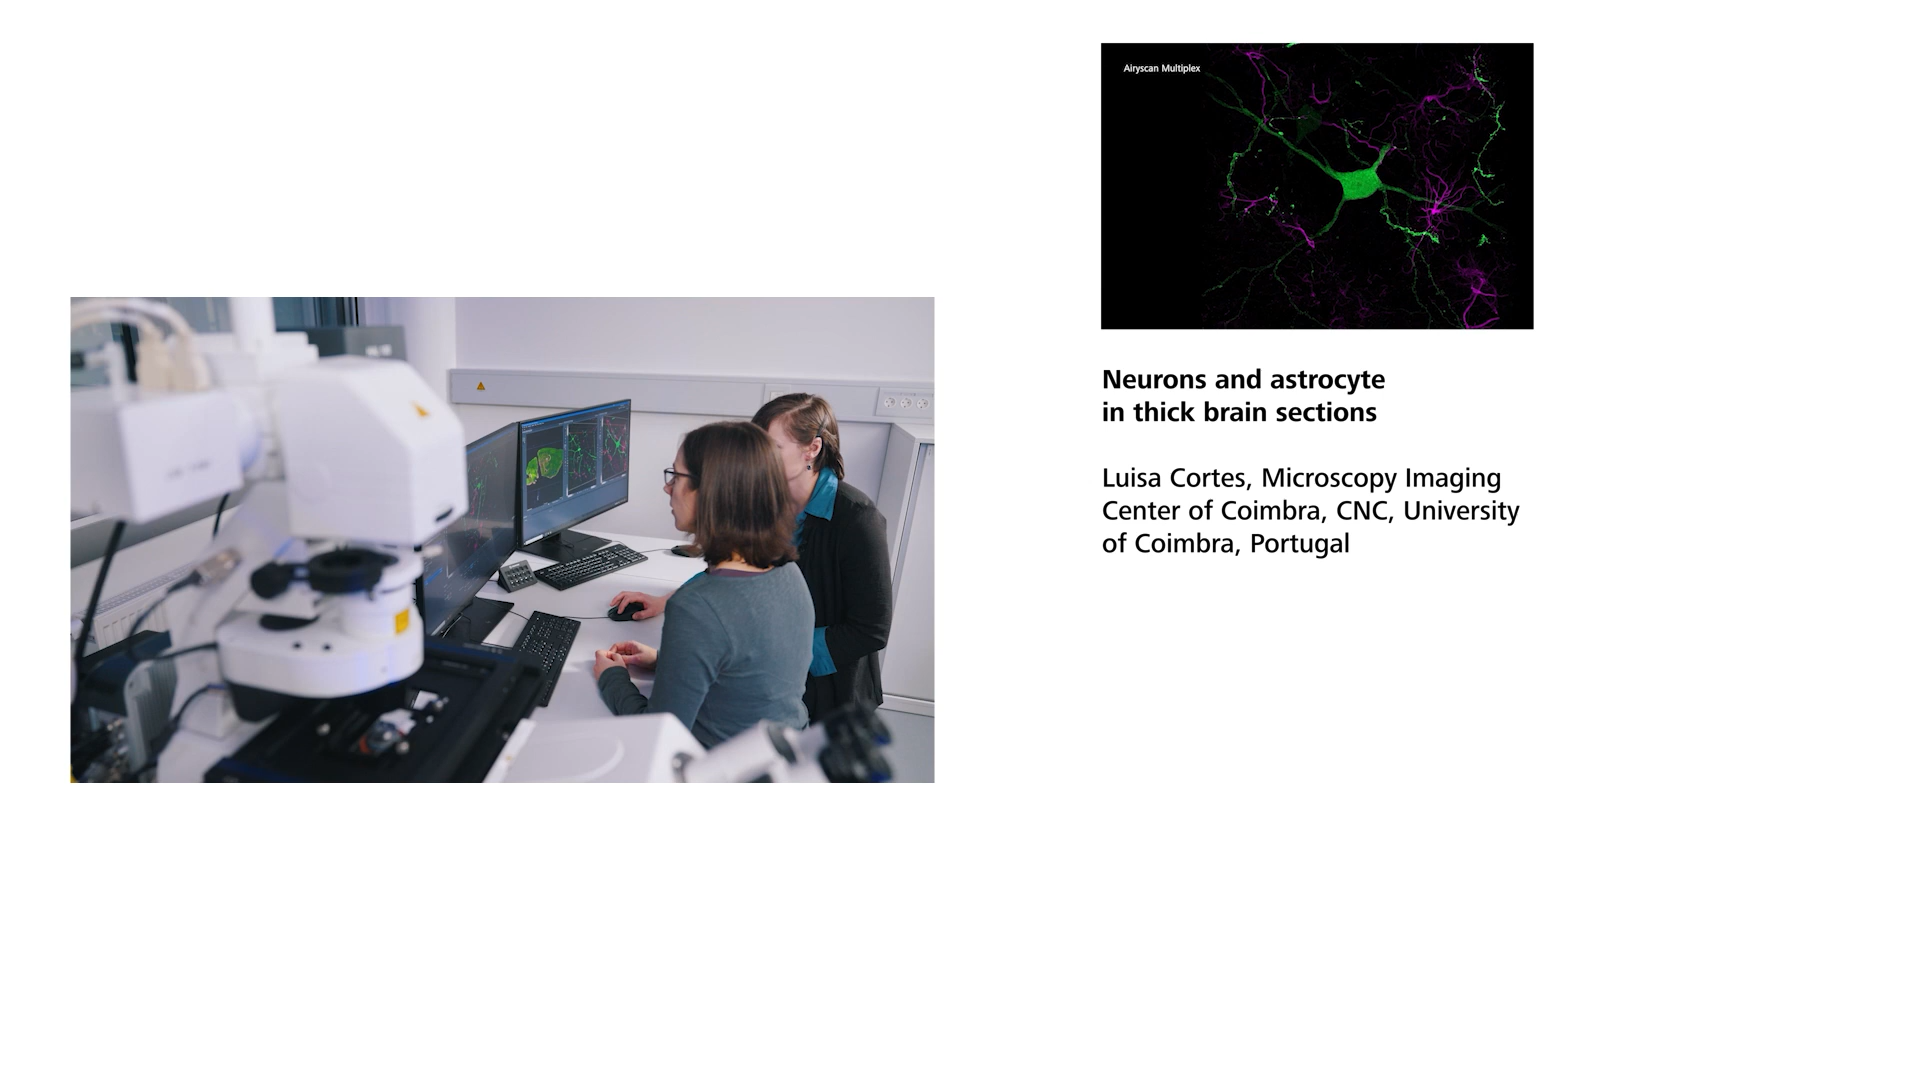 Airyscan Multiplex
Neurons and astrocyte
in thick brain sections
Luisa Cortes, Microscopy Imaging
Center of Coimbra, CNC, University
of Coimbra, Portugal